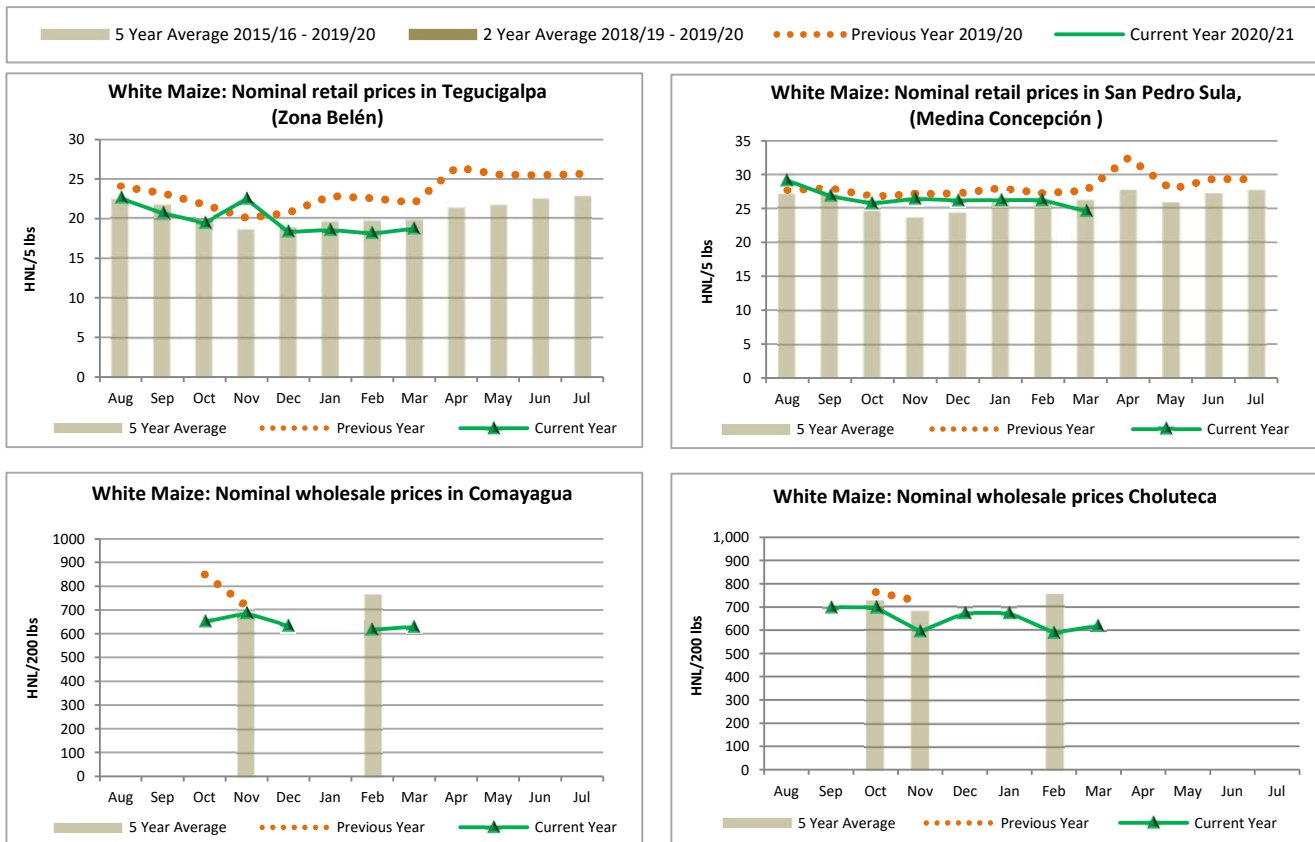 5 Year Average 2015/16 - 2019/20 2 Year Average 2018/19 - 2019/20 Previous Year 2019/20 Current Year 2020/21
White Maize: Nominal retail prices in Tegucigalpa
(Zona Belén)
30
25
20
15
10
5
0
HNL/5 lbs
Aug Sep Oct Nov Dec Jan Feb Mar Apr May Jun Jul
5 Year Average Previous Year Current Year
White Maize: Nominal retail prices in San Pedro Sula,
(Medina Concepción )
35
30
25
20
15
10
5
0
HNL/5 lbs
Aug Sep Oct Nov Dec Jan Feb Mar Apr May Jun Jul
5 Year Average Previous Year Current Year
White Maize: Nominal wholesale prices in Comayagua
1000
900
800
700
600
500
400
300
200
100
0
HNL/200 lbs
Aug Sep Oct Nov Dec Jan Feb Mar Apr May Jun Jul
5 Year Average Previous Year Current Year
White Maize: Nominal wholesale prices Choluteca
1,000
900
800
700
600
500
400
300
200
100
0
HNL/200 lbs
Aug Sep Oct Nov Dec Jan Feb Mar Apr May Jun Jul
5 Year Average Previous Year Current Year